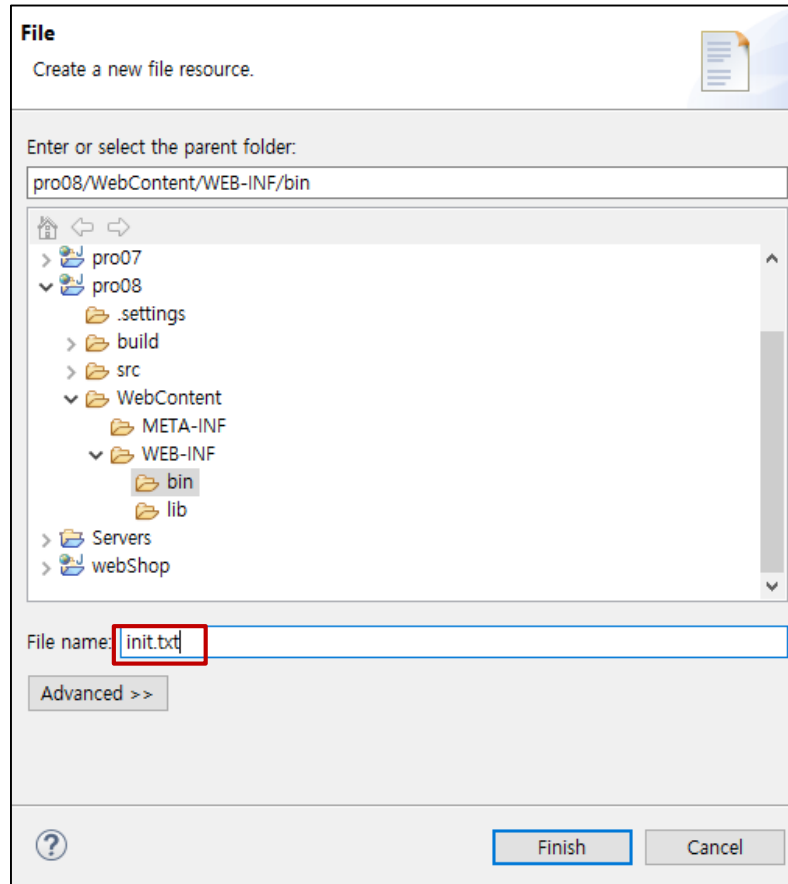 File
Create a new file resource.
Enter or select the parent folder:
pro08/WebContent/WEB-INF/bin
pro07
pro08
.settings
build
src
WebContent
META-INF
WEB-INF
bin
lib
Servers
webShop
File name: init.txt
Advanced >>
? Finish Cancel